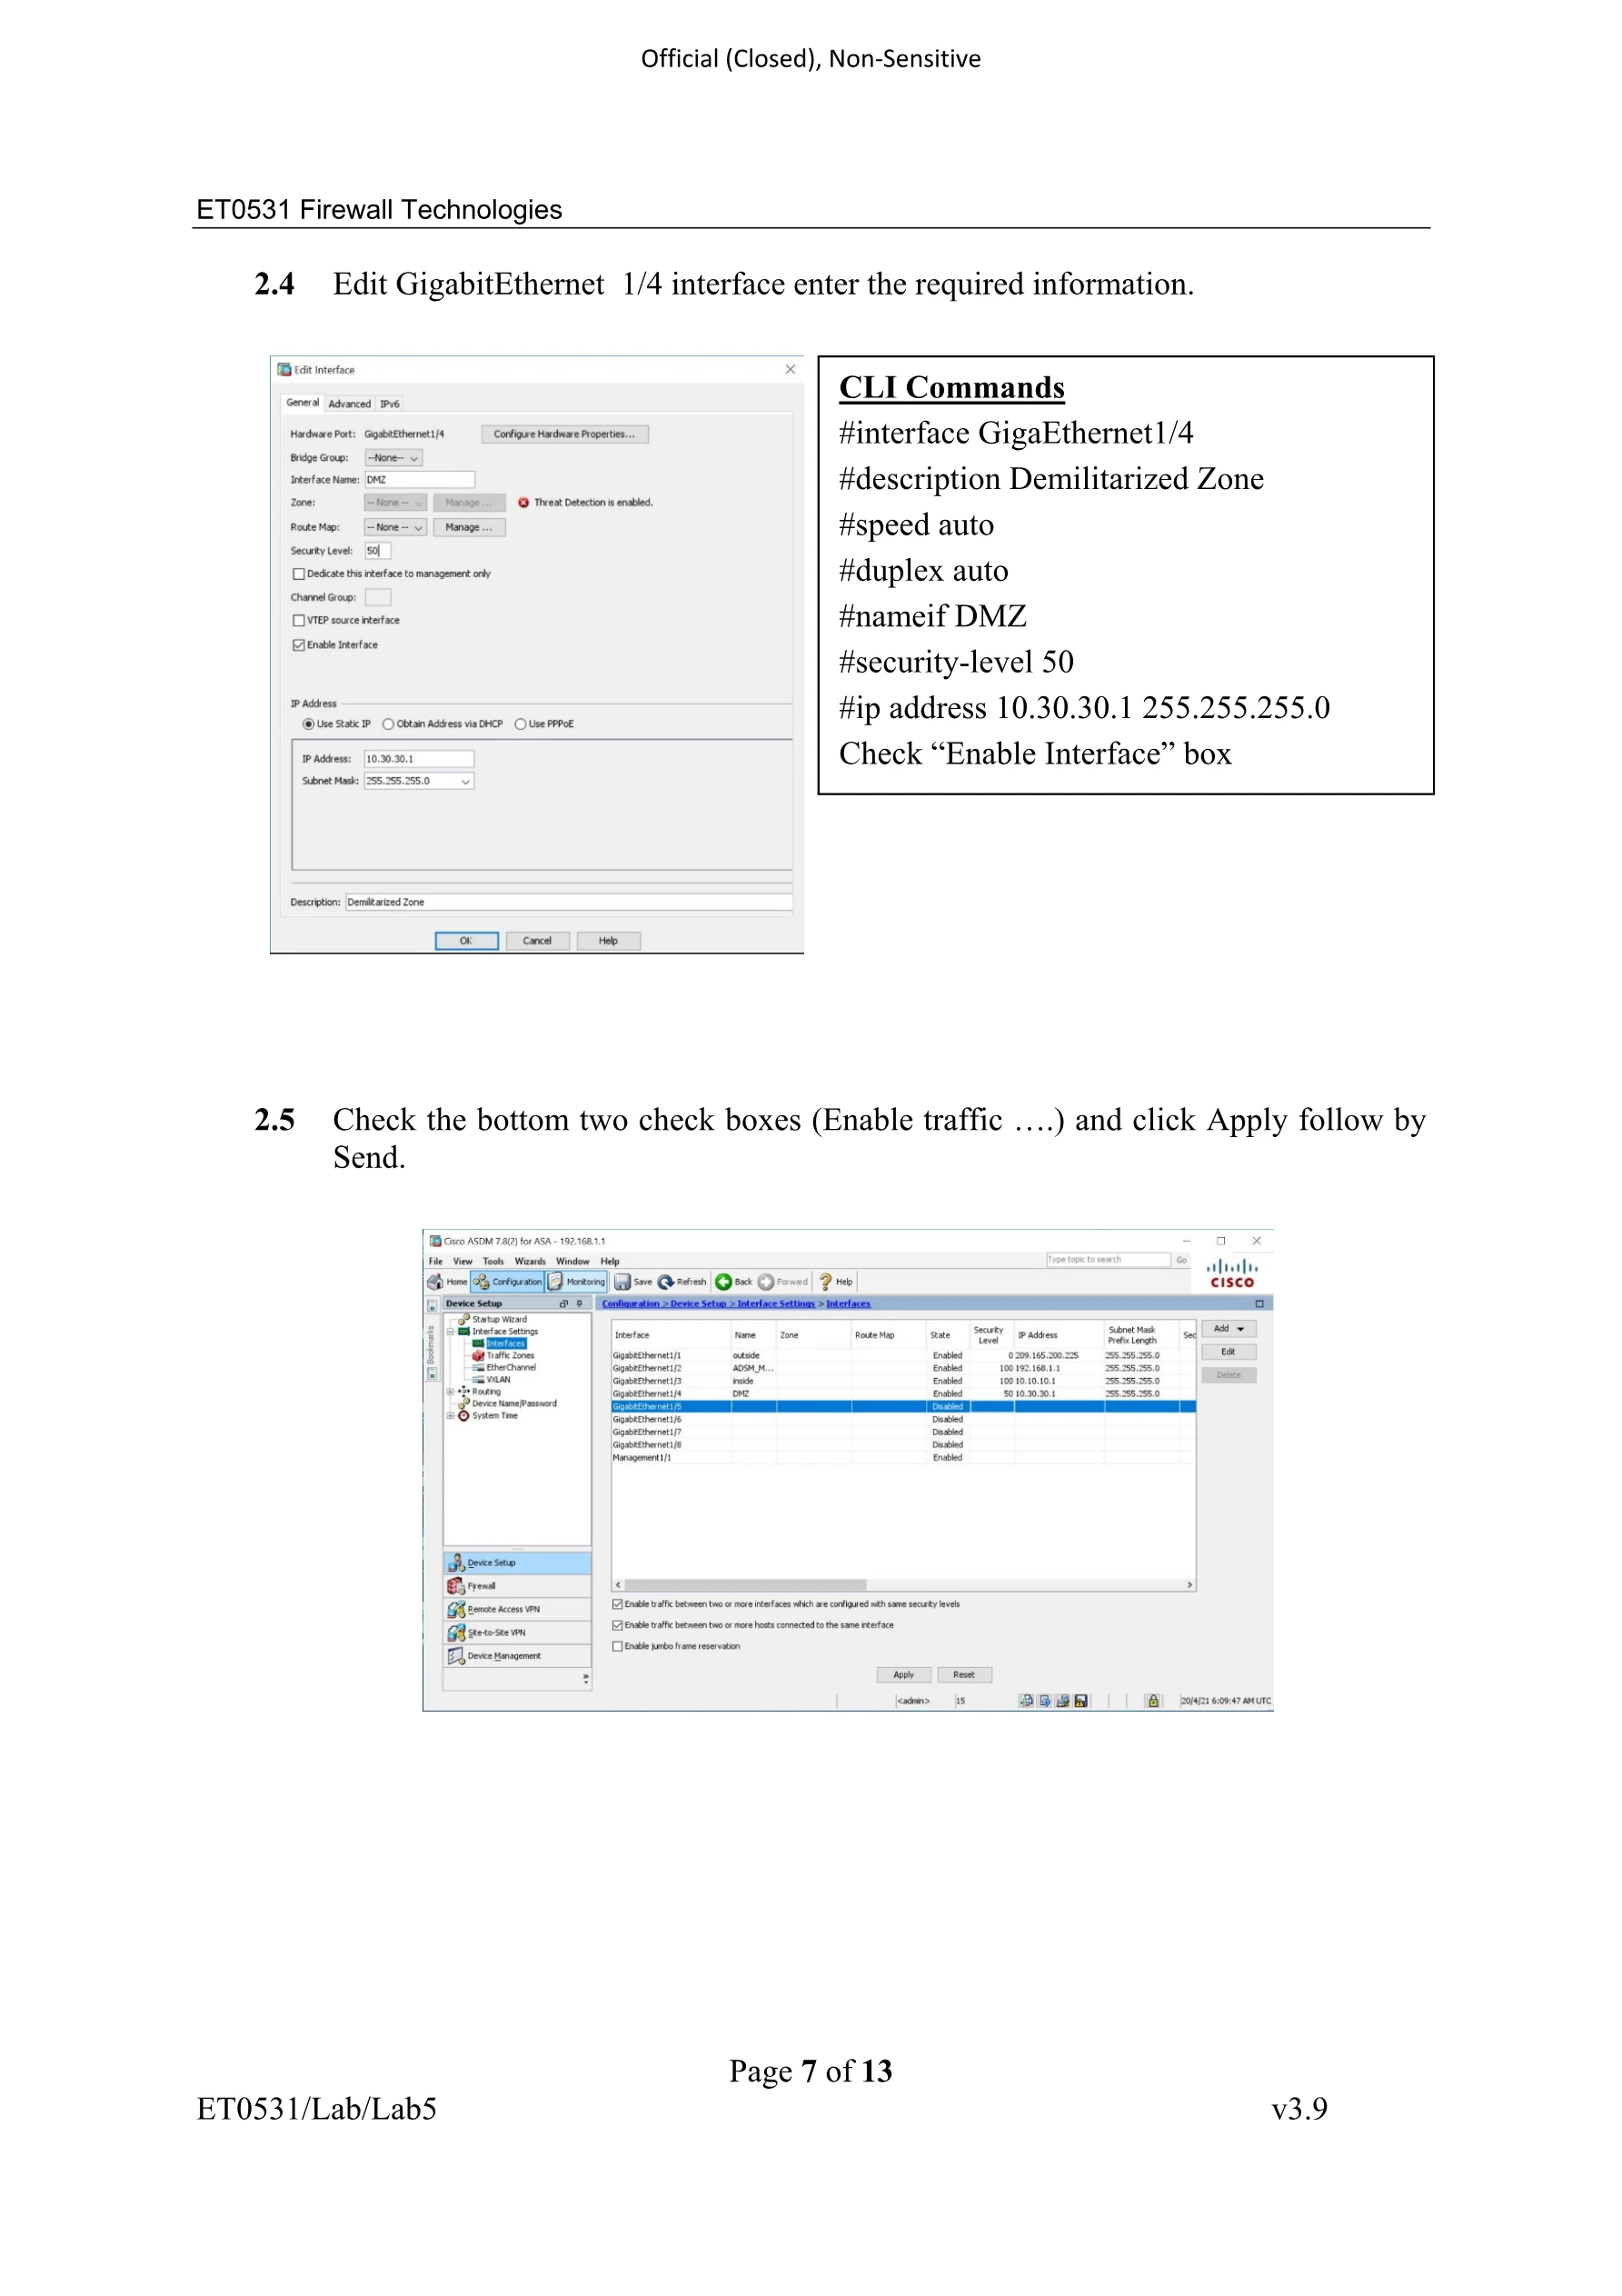 Official (Closed), Non-Sensitive
ET0531 Firewall Technologies
2.4 Edit GigabitEthernet 1/4 interface enter the required information.
Edit Interface
General Advanced IPv6
Hardware Port: GigabitEthernet1/4 Configure Hardware Properties...
Bridge Group: --None--
Interface Name: DMZ
Zone: -- None -- Manage ... Threat Detection is enabled.
Route Map: -- None -- Manage ...
Security Level: 50
Dedicate this interface to management only
Channel Group:
VTEP source interface
Enable Interface
IP Address
Use Static IP Obtain Address via DHCP Use PPPoE
IP Address: 10.30.30.1
Subnet Mask: 255.255.255.0
Description: Demilitarized Zone
OK Cancel Help
CLI Commands
#interface GigaEthernet1/4
#description Demilitarized Zone
#speed auto
#duplex auto
#nameif DMZ
#security-level 50
#ip address 10.30.30.1 255.255.255.0
Check “Enable Interface” box
2.5 Check the bottom two check boxes (Enable traffic ….) and click Apply follow by
Send.
Cisco ASDM 7.8(2) for ASA - 192.168.1.1
File View Tools Wizards Window Help Type topic to search Go
Home Configuration Monitoring Save Refresh Back Forward Help
CISCO
Bookmarks
Device Setup
Startup Wizard
Interface Settings
Interfaces
Traffic Zones
EtherChannel
VXLAN
Routing
Device Name/Password
System Time
Device Setup
Firewall
Remote Access VPN
Site-to-Site VPN
Device Management
Configuration > Device Setup > Interface Settings > Interfaces
Interface Name Zone Route Map State Security Level IP Address Subnet Mask Prefix Length Sec
GigabitEthernet1/1 outside Enabled 0 209.165.200.225 255.255.255.0
GigabitEthernet1/2 ADSM_M... Enabled 100 192.168.1.1 255.255.255.0
GigabitEthernet1/3 inside Enabled 100 10.10.10.1 255.255.255.0
GigabitEthernet1/4 DMZ Enabled 50 10.30.30.1 255.255.255.0
GigabitEthernet1/5 Disabled
GigabitEthernet1/6 Disabled
GigabitEthernet1/7 Disabled
GigabitEthernet1/8 Disabled
Management1/1 Enabled
Add
Edit
Delete
Enable traffic between two or more interfaces which are configured with same security levels
Enable traffic between two or more hosts connected to the same interface
Enable jumbo frame reservation
Apply Reset
<admin> 15 20/4/21 6:09:47 AM UTC
Page 7 of 13
ET0531/Lab/Lab5 v3.9